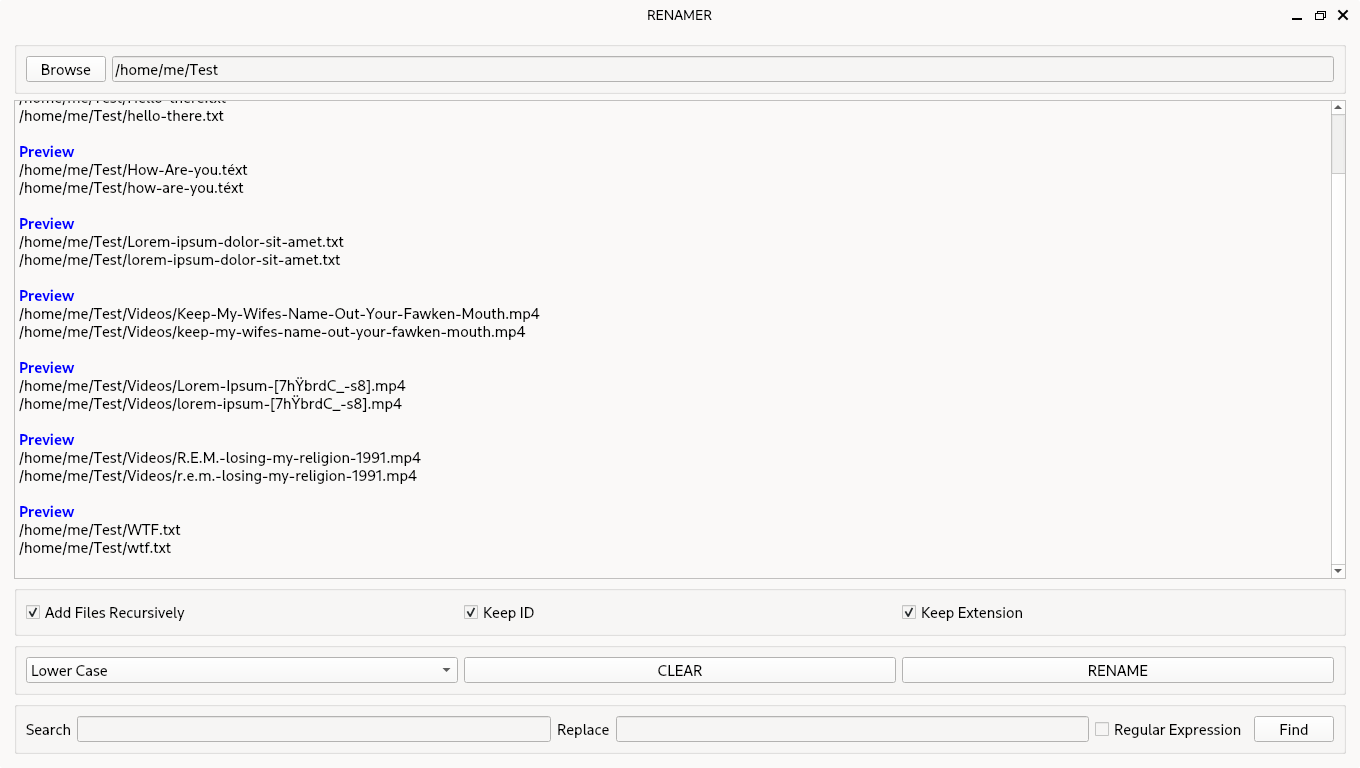 RENAMER
Browse
/home/me/Test
/home/me/Test/Hello-there.txt
/home/me/Test/hello-there.txt
Preview
/home/me/Test/How-Are-you.téxt
/home/me/Test/how-are-you.téxt
Preview
/home/me/Test/Lorem-ipsum-dolor-sit-amet.txt
/home/me/Test/lorem-ipsum-dolor-sit-amet.txt
Preview
/home/me/Test/Videos/Keep-My-Wifes-Name-Out-Your-Fawken-Mouth.mp4
/home/me/Test/Videos/keep-my-wifes-name-out-your-fawken-mouth.mp4
Preview
/home/me/Test/Videos/Lorem-Ipsum-[7hŸbrdC_-s8].mp4
/home/me/Test/Videos/lorem-ipsum-[7hŸbrdC_-s8].mp4
Preview
/home/me/Test/Videos/R.E.M.-losing-my-religion-1991.mp4
/home/me/Test/Videos/r.e.m.-losing-my-religion-1991.mp4
Preview
/home/me/Test/WTF.txt
/home/me/Test/wtf.txt
Add Files Recursively
Keep ID
Keep Extension
Lower Case
CLEAR
RENAME
Search
Replace
Regular Expression
Find